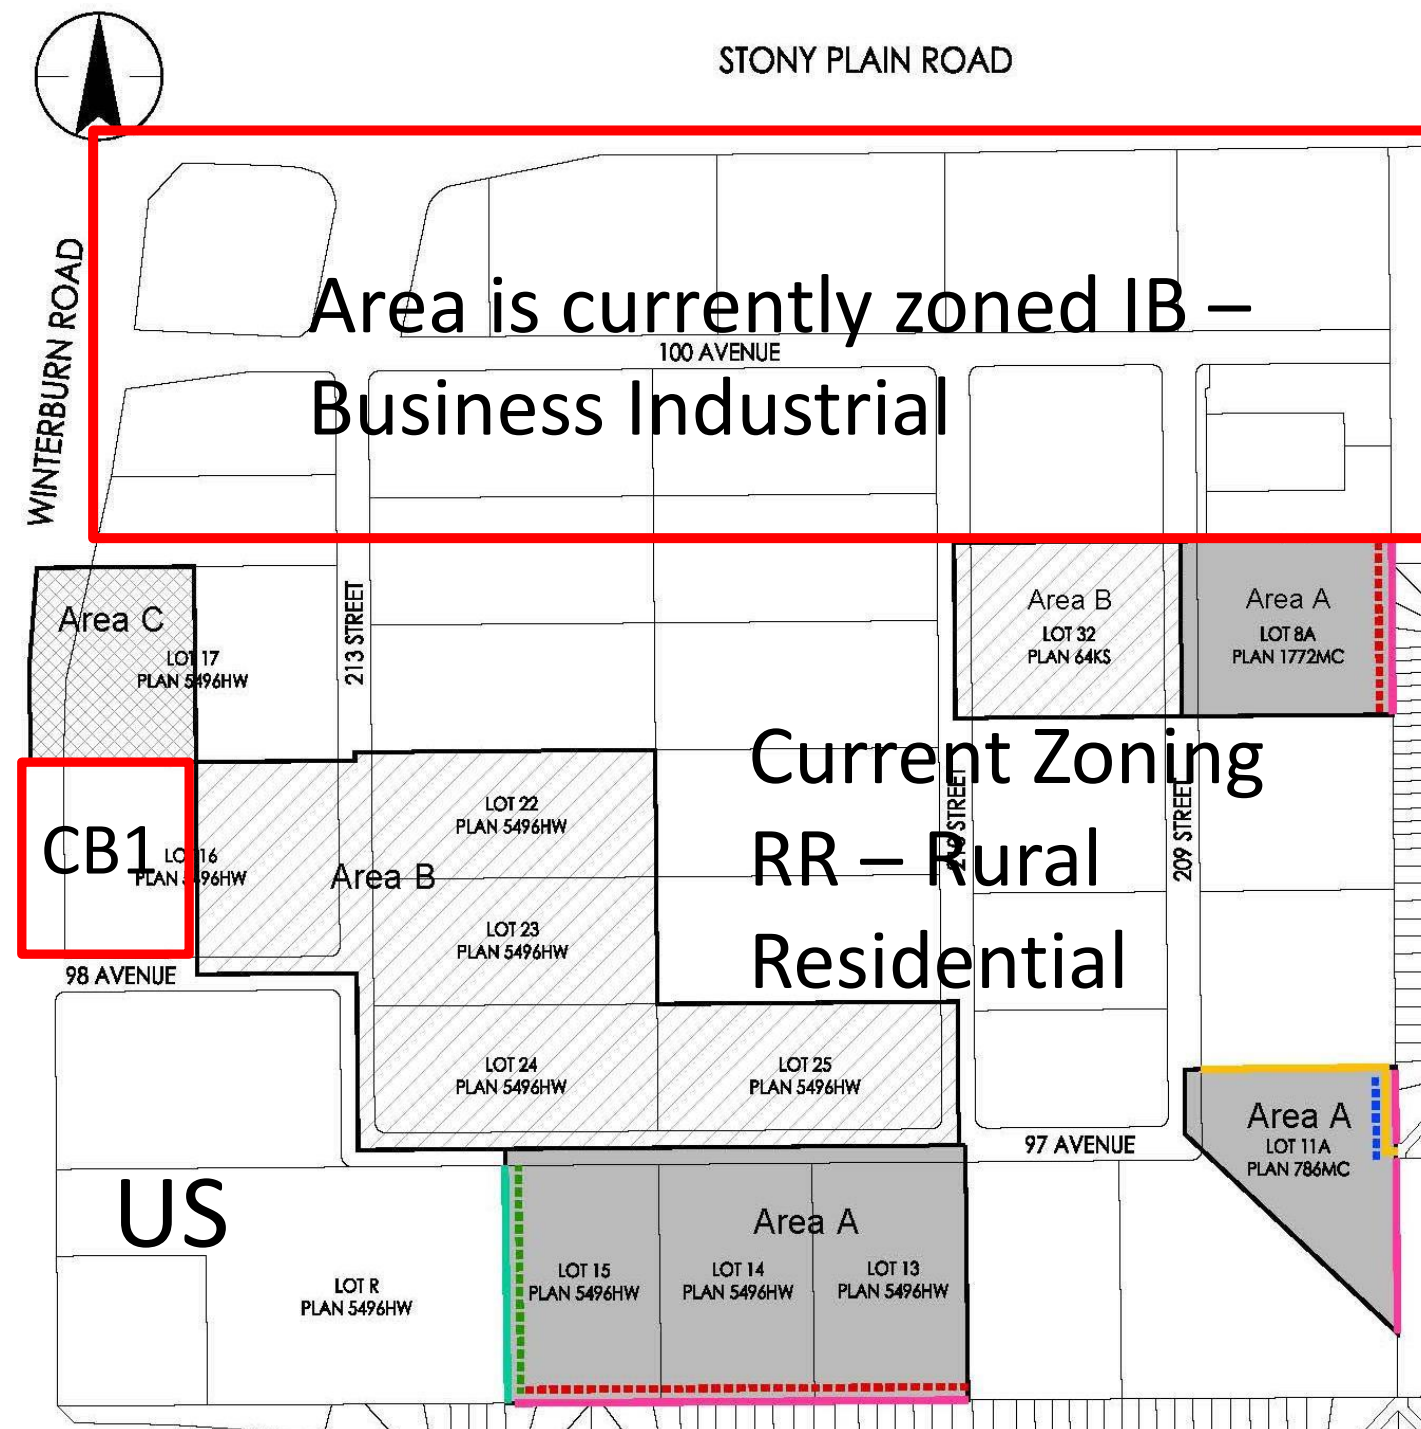 STONY PLAIN ROAD
WINTERBURN ROAD
Area is currently zoned IB –
Business Industrial
100 AVENUE
Area C
LOT 17
PLAN 5496HW
213 STREET
Area B
LOT 32
PLAN 64KS
Area A
LOT 8A
PLAN 1772MC
Current Zoning
RR – Rural
Residential
STREET
209 STREET
CB1
LOT 16
PLAN 5496HW
LOT 22
PLAN 5496HW
Area B
LOT 23
PLAN 5496HW
98 AVENUE
LOT 24
PLAN 5496HW
LOT 25
PLAN 5496HW
97 AVENUE
Area A
LOT 11A
PLAN 786MC
US
LOT R
PLAN 5496HW
Area A
LOT 15
PLAN 5496HW
LOT 14
PLAN 5496HW
LOT 13
PLAN 5496HW